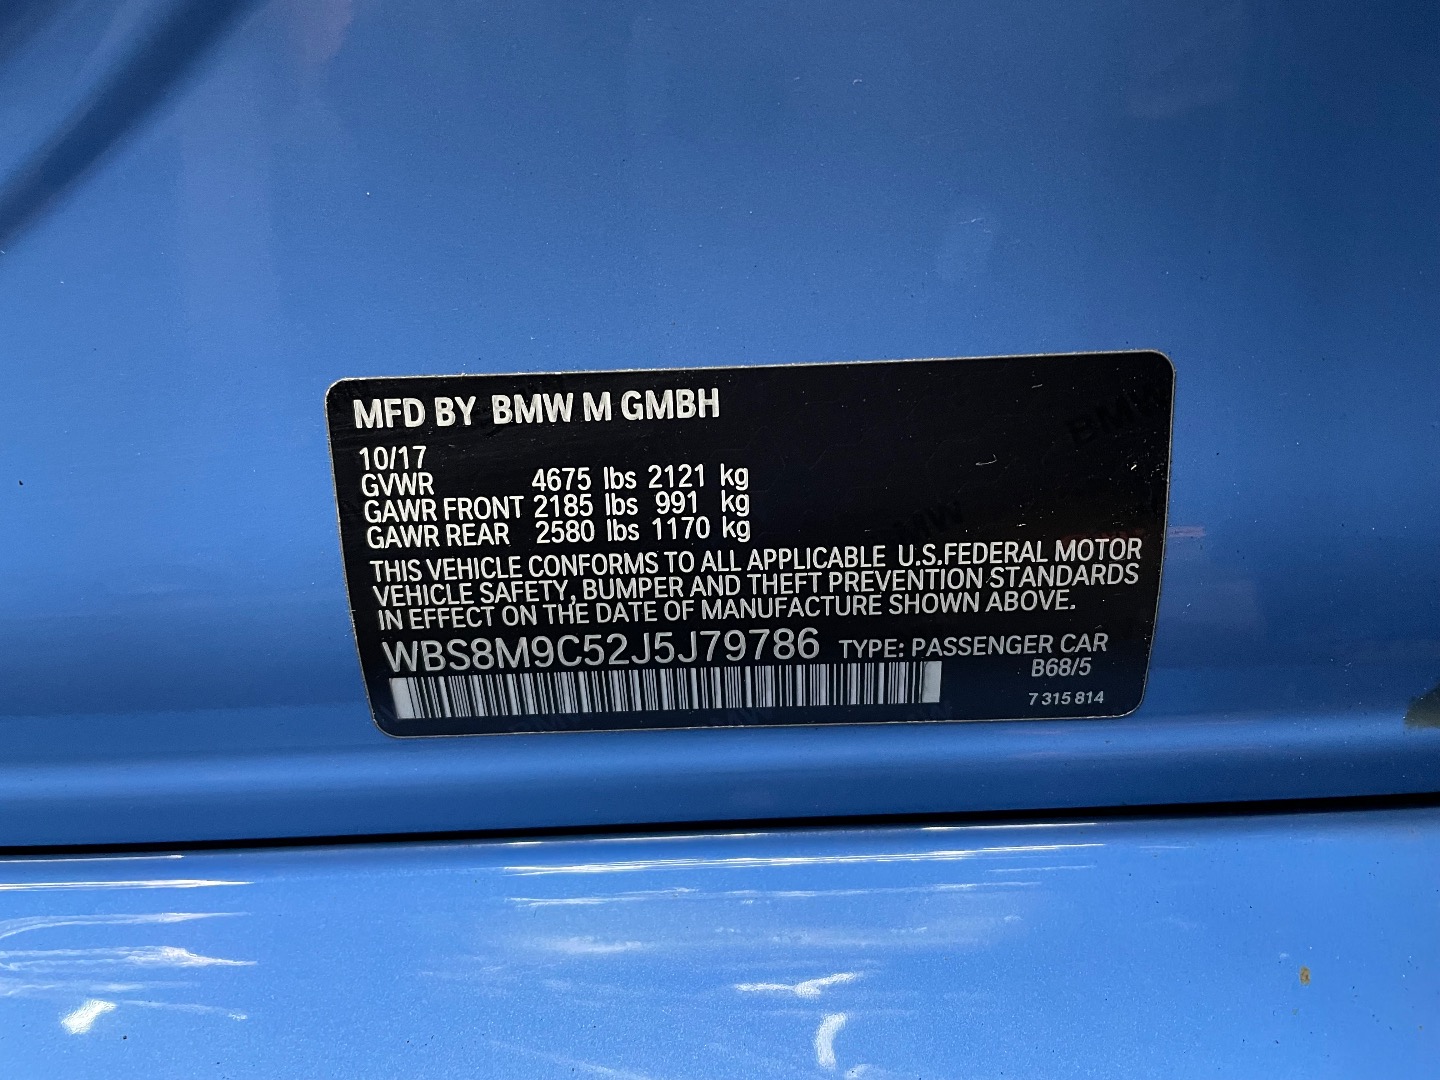 MFD BY BMW M GMBH
10/17
GVWR 4675 lbs 2121 kg
GAWR FRONT 2185 lbs 991 kg
GAWR REAR 2580 lbs 1170 kg
THIS VEHICLE CONFORMS TO ALL APPLICABLE U.S.FEDERAL MOTOR
VEHICLE SAFETY, BUMPER AND THEFT PREVENTION STANDARDS
IN EFFECT ON THE DATE OF MANUFACTURE SHOWN ABOVE.
WBS8M9C52J5J79786 TYPE: PASSENGER CAR
B68/5
7 315 814